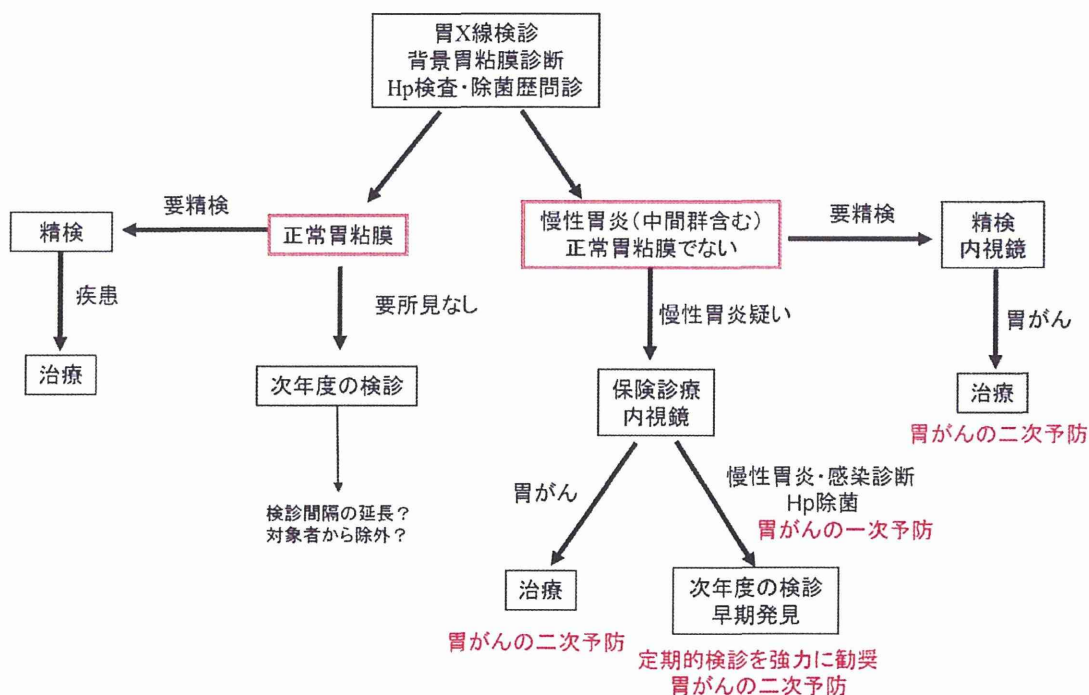 胃X線検診
背景胃粘膜診断
Hp検査・除菌歴問診
要精検
精検
正常胃粘膜
慢性胃炎（中間群含む）
正常胃粘膜でない
要精検
精検
内視鏡
疾患
要所見なし
慢性胃炎疑い
胃がん
治療
次年度の検診
保険診療
内視鏡
治療
胃がんの二次予防
検診間隔の延長？
対象者から除外？
胃がん
慢性胃炎・感染診断
Hp除菌
胃がんの一次予防
治療
胃がんの二次予防
次年度の検診
早期発見
定期的検診を強力に勧奨
胃がんの二次予防